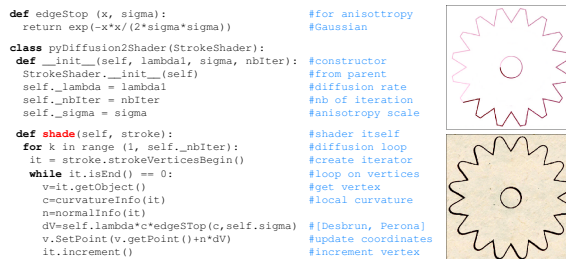 def edgeStop (x, sigma): #for anisottropy
return exp(-x*x/(2*sigma*sigma)) #Gaussian
class pyDiffusion2Shader(StrokeShader):
def __init__(self, lambda1, sigma, nbIter): #constructor
StrokeShader.__init__(self) #from parent
self._lambda = lambda1 #diffusion rate
self._nbIter = nbIter #nb of iteration
self._sigma = sigma #anisotropy scale
def shade(self, stroke): #shader itself
for k in range (1, self._nbIter): #diffusion loop
it = stroke.strokeVerticesBegin() #create iterator
while it.isEnd() == 0: #loop on vertices
v=it.getObject() #get vertex
c=curvatureInfo(it) #local curvature
n=normalInfo(it)
dV=self.lambda*c*edgeSTop(c,self.sigma) #[Desbrun, Perona]
v.SetPoint(v.getPoint()+n*dV) #update coordinates
it.increment() #increment vertex